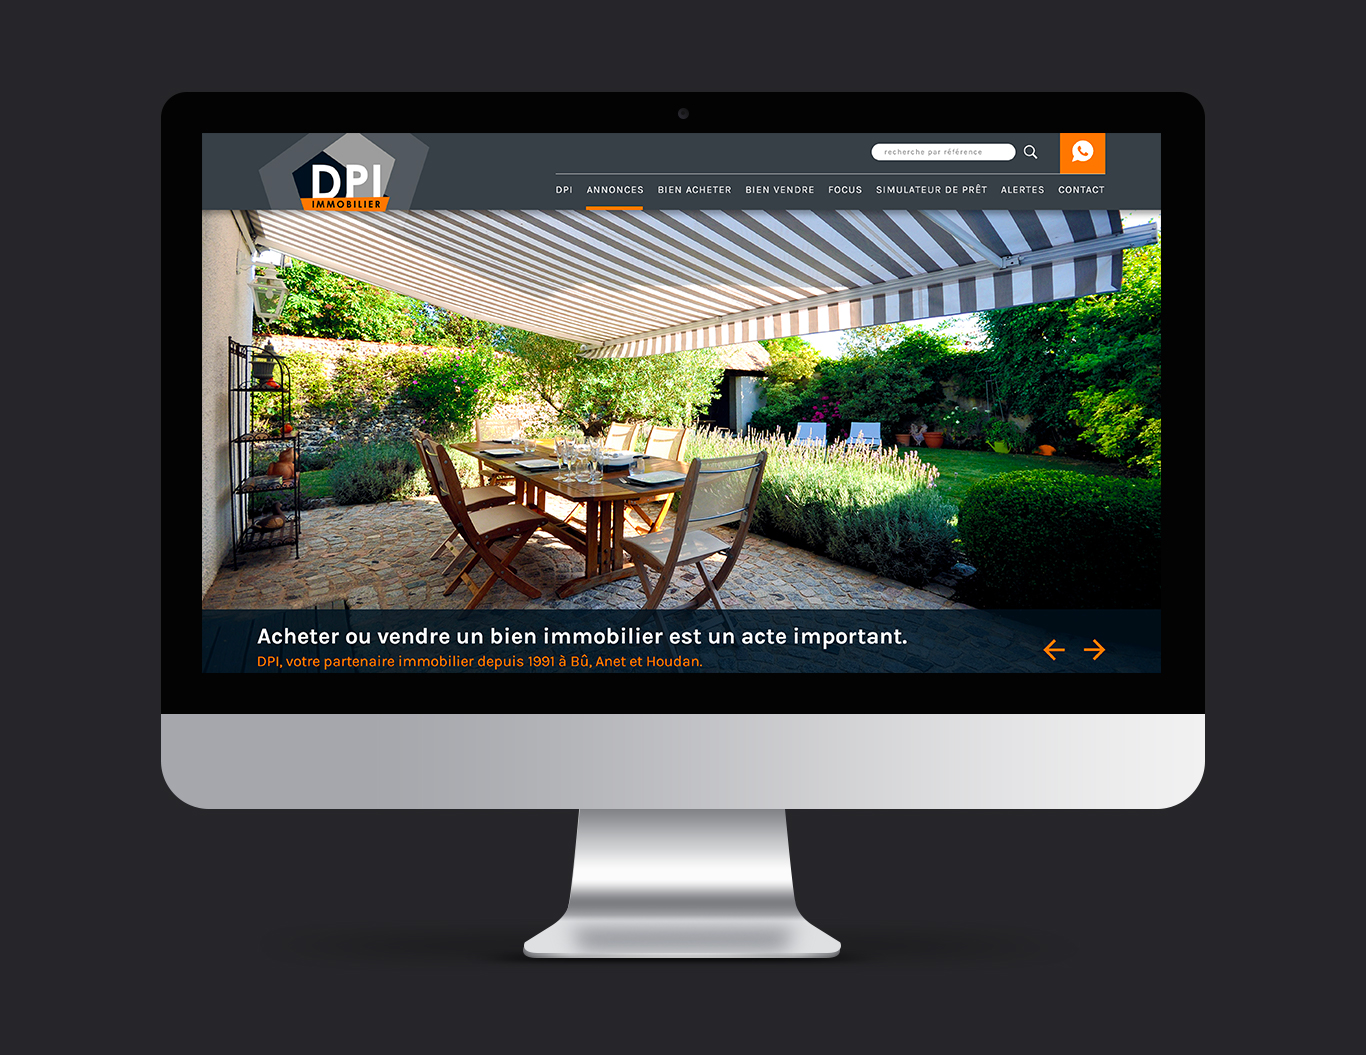 DPI
IMMOBILIER
recherche par référence
DPI ANNONCES BIEN ACHETER BIEN VENDRE FOCUS SIMULATEUR DE PRÊT ALERTES CONTACT
Acheter ou vendre un bien immobilier est un acte important.
DPI, votre partenaire immobilier depuis 1991 à Bû, Anet et Houdan.